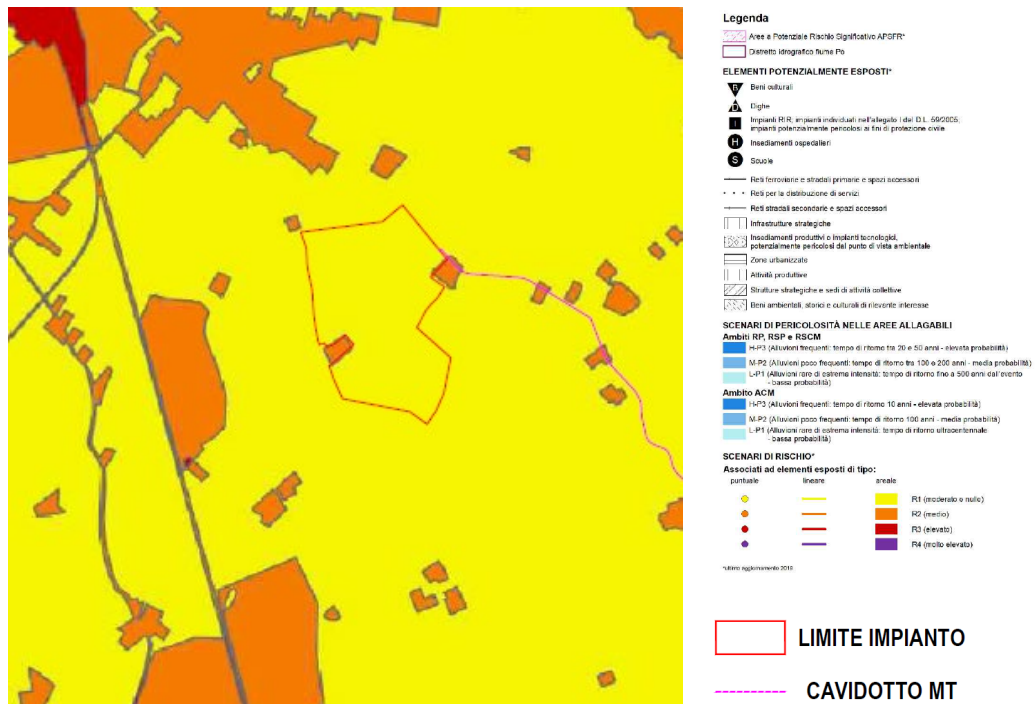 Legenda
Aree a Potenziale Rischio Significativo APSFR*
Distretto idrografico fiume Po
ELEMENTI POTENZIALMENTE ESPOSTI*
B
Beni culturali
D
Dighe
I
Impianti RIR; impianti individuati nell'allegato I del D.L. 59/2005;
impianti potenzialmente pericolosi ai fini di protezione civile
H
Insediamenti ospedalieri
S
Scuole
Reti ferroviarie e stradali primarie e spazi accessori
Reti per la distribuzione di servizi
Reti stradali secondarie e spazi accessori
Infrastrutture strategiche
Insediamenti produttivi o impianti tecnologici,
potenzialmente pericolosi dal punto di vista ambientale
Zone urbanizzate
Attività produttive
Strutture strategiche e sedi di attività collettive
Beni ambientali, storici e culturali di rilevante interesse
SCENARI DI PERICOLOSITÀ NELLE AREE ALLAGABILI
Ambiti RP, RSP e RSCM
H-P3 (Alluvioni frequenti: tempo di ritorno tra 20 e 50 anni - elevata probabilità)
M-P2 (Alluvioni poco frequenti: tempo di ritorno tra 100 e 200 anni - media probabilità)
L-P1 (Alluvioni rare di estrema intensità: tempo di ritorno fino a 500 anni dall'evento
- bassa probabilità)
Ambito ACM
H-P3 (Alluvioni frequenti: tempo di ritorno 10 anni - elevata probabilità)
M-P2 (Alluvioni poco frequenti: tempo di ritorno 100 anni - media probabilità)
L-P1 (Alluvioni rare di estrema intensità: tempo di ritorno ultracentennale
- bassa probabilità)
SCENARI DI RISCHIO*
Associati ad elementi esposti di tipo:
puntuale lineare areale
R1 (moderato o nullo)
R2 (medio)
R3 (elevato)
R4 (molto elevato)
*ultimo aggiornamento 2019
LIMITE IMPIANTO
CAVIDOTTO MT